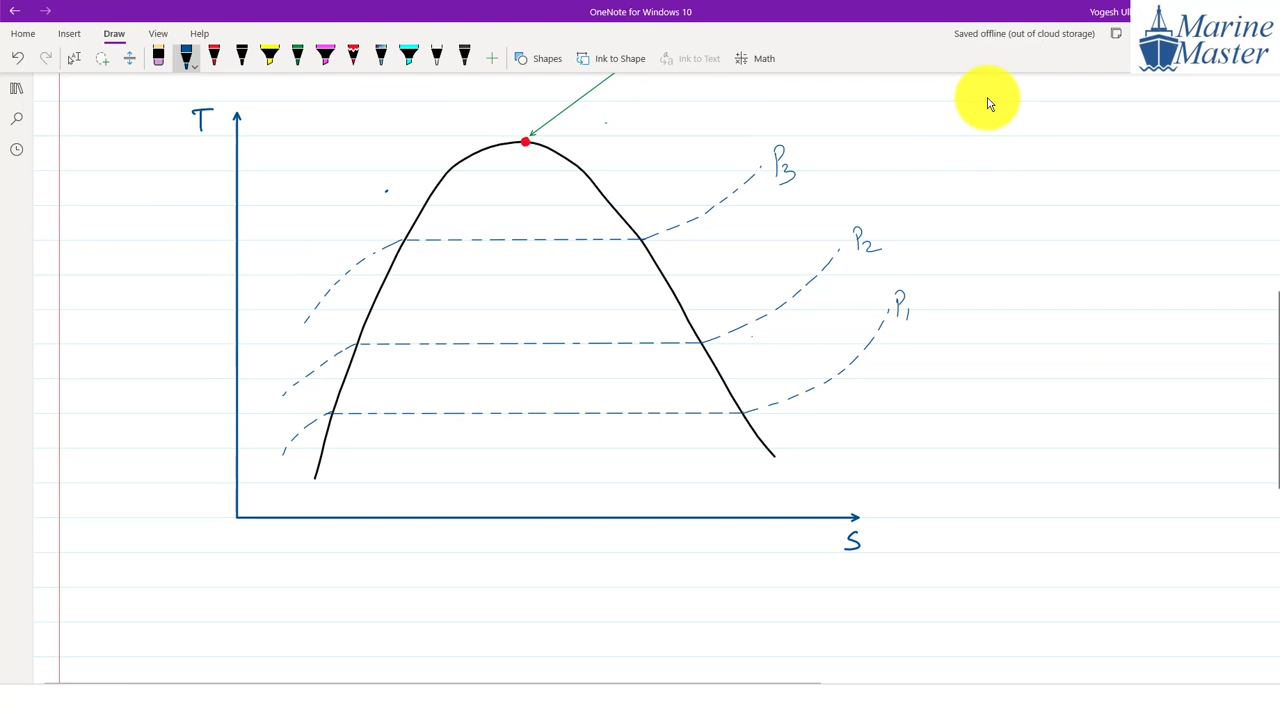 OneNote for Windows 10
Yogesh Ull
Home
Insert
Draw
View
Help
Saved offline (out of cloud storage)
Marine
Master
Shapes
Ink to Shape
Ink to Text
Math
T
P3
P2
P1
S